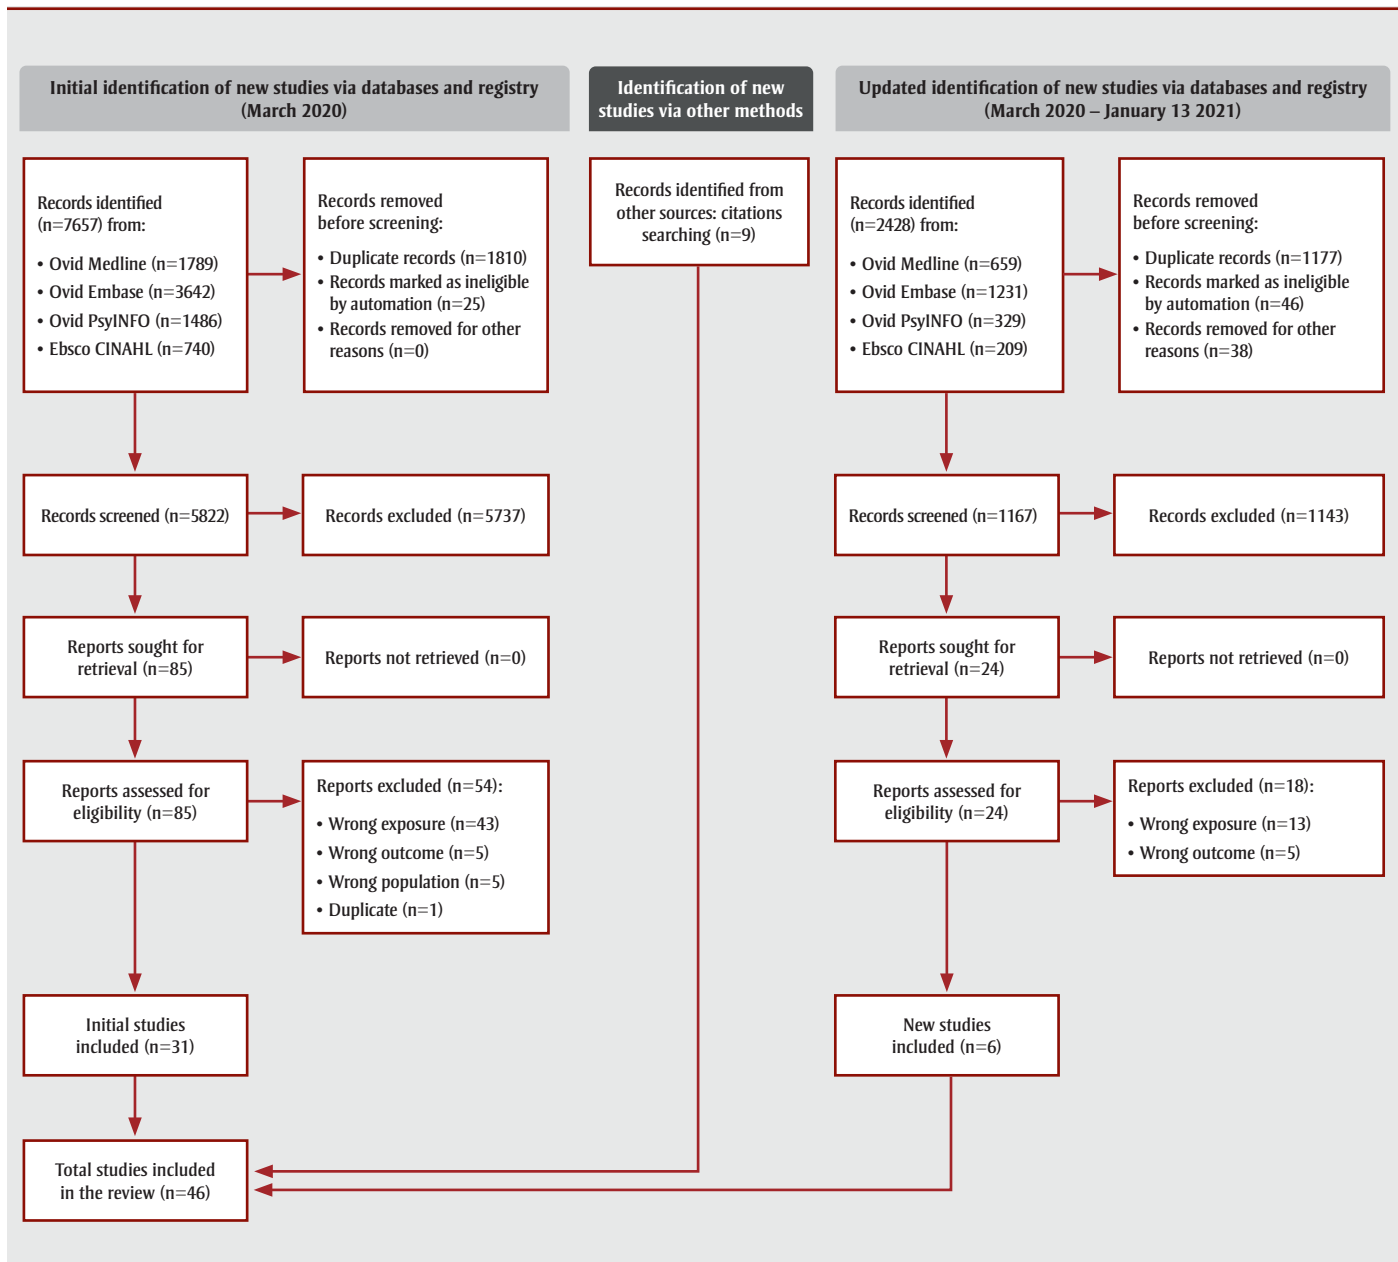 Initial identification of new studies via databases and registry
(March 2020)
Identification of new
studies via other methods
Updated identification of new studies via databases and registry
(March 2020 – January 13 2021)
Records identified
(n=7657) from:
• Ovid Medline (n=1789)
• Ovid Embase (n=3642)
• Ovid PsyINFO (n=1486)
• Ebsco CINAHL (n=740)
Records removed
before screening:
• Duplicate records (n=1810)
• Records marked as ineligible
by automation (n=25)
• Records removed for other
reasons (n=0)
Records identified from
other sources: citations
searching (n=9)
Records identified
(n=2428) from:
• Ovid Medline (n=659)
• Ovid Embase (n=1231)
• Ovid PsyINFO (n=329)
• Ebsco CINAHL (n=209)
Records removed
before screening:
• Duplicate records (n=1177)
• Records marked as ineligible
by automation (n=46)
• Records removed for other
reasons (n=38)
Records screened (n=5822)
Records excluded (n=5737)
Records screened (n=1167)
Records excluded (n=1143)
Reports sought for
retrieval (n=85)
Reports not retrieved (n=0)
Reports sought for
retrieval (n=24)
Reports not retrieved (n=0)
Reports assessed for
eligibility (n=85)
Reports excluded (n=54):
• Wrong exposure (n=43)
• Wrong outcome (n=5)
• Wrong population (n=5)
• Duplicate (n=1)
Reports assessed for
eligibility (n=24)
Reports excluded (n=18):
• Wrong exposure (n=13)
• Wrong outcome (n=5)
Initial studies
included (n=31)
New studies
included (n=6)
Total studies included
in the review (n=46)